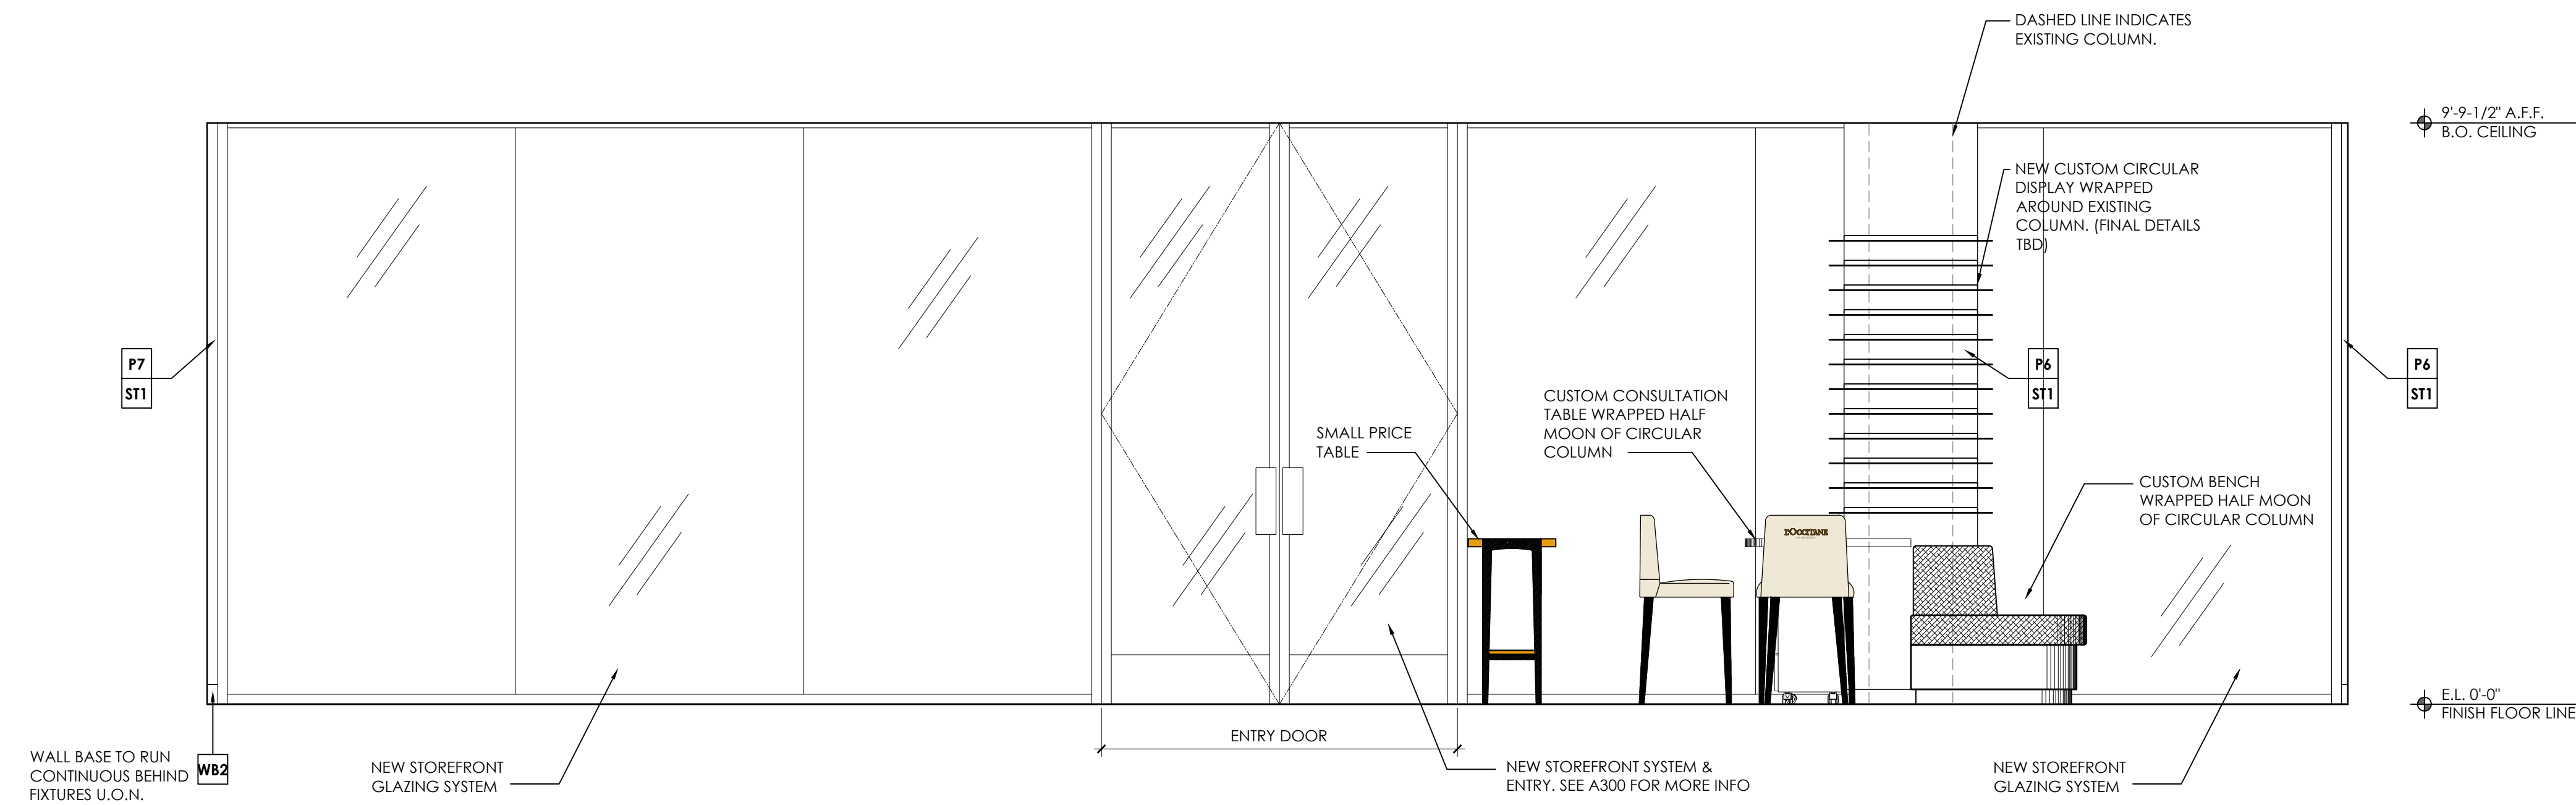 DASHED LINE INDICATES
EXISTING COLUMN.
9'-9-1/2" A.F.F.
B.O. CEILING
NEW CUSTOM CIRCULAR
DISPLAY WRAPPED
AROUND EXISTING
COLUMN. (FINAL DETAILS
TBD)
P7
ST1
P6
ST1
P6
ST1
CUSTOM CONSULTATION
TABLE WRAPPED HALF
MOON OF CIRCULAR
COLUMN
SMALL PRICE
TABLE
CUSTOM BENCH
WRAPPED HALF MOON
OF CIRCULAR COLUMN
L'OCCITANE
E.L. 0'-0"
FINISH FLOOR LINE
ENTRY DOOR
WALL BASE TO RUN
CONTINUOUS BEHIND
FIXTURES U.O.N.
WB2
NEW STOREFRONT
GLAZING SYSTEM
NEW STOREFRONT SYSTEM &
ENTRY. SEE A300 FOR MORE INFO
NEW STOREFRONT
GLAZING SYSTEM